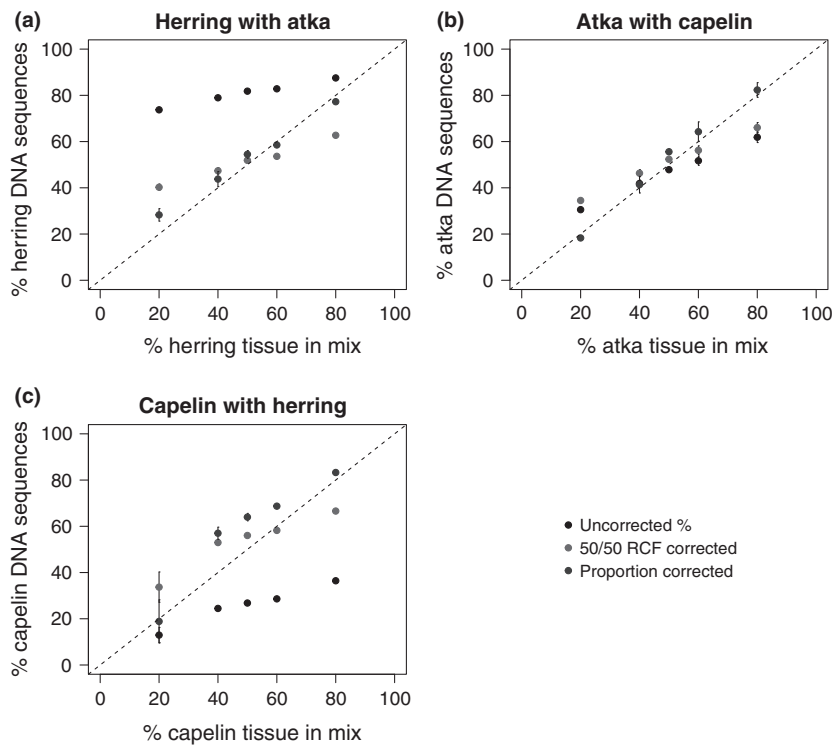 (a)
Herring with atka
% herring DNA sequences
100
80
60
40
20
0
0 20 40 60 80 100
% herring tissue in mix
(b)
Atka with capelin
% atka DNA sequences
100
80
60
40
20
0
0 20 40 60 80 100
% atka tissue in mix
(c)
Capelin with herring
% capelin DNA sequences
100
80
60
40
20
0
0 20 40 60 80 100
% capelin tissue in mix
Uncorrected %
50/50 RCF corrected
Proportion corrected